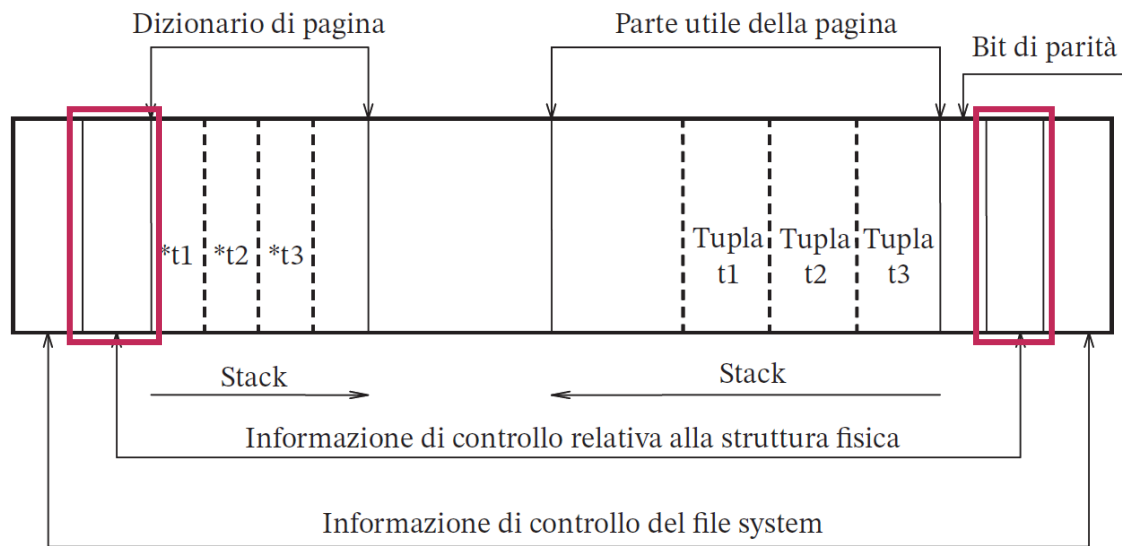 Dizionario di pagina
Parte utile della pagina
Bit di parità
*t1
*t2
*t3
Tupla
t1
Tupla
t2
Tupla
t3
Stack
Stack
Informazione di controllo relativa alla struttura fisica
Informazione di controllo del file system